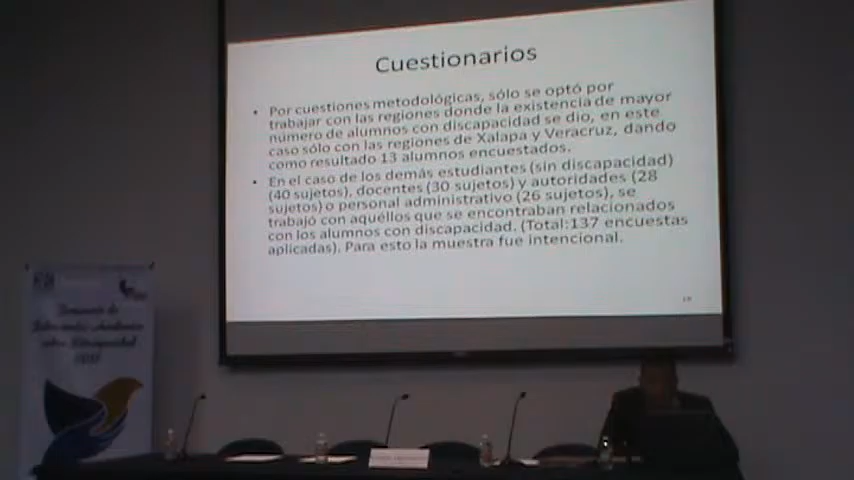 Cuestionarios
• Por cuestiones metodológicas, sólo se optó por
trabajar con las regiones donde la existencia de mayor
número de alumnos con discapacidad se dio, en este
caso sólo con las regiones de Xalapa y Veracruz, dando
como resultado 13 alumnos encuestados.
• En el caso de los demás estudiantes (sin discapacidad)
(40 sujetos), docentes (30 sujetos) y autoridades (28
sujetos) o personal administrativo (26 sujetos), se
trabajó con aquéllos que se encontraban relacionados
con los alumnos con discapacidad. (Total:137 encuestas
aplicadas). Para esto la muestra fue intencional.